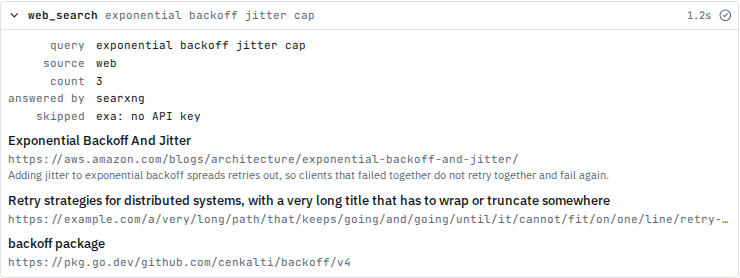 web_search exponential backoff jitter cap 1.2s
query exponential backoff jitter cap
source web
count 3
answered by searxng
skipped exa: no API key
Exponential Backoff And Jitter
https://aws.amazon.com/blogs/architecture/exponential-backoff-and-jitter/
Adding jitter to exponential backoff spreads retries out, so clients that failed together do not retry together and fail again.
Retry strategies for distributed systems, with a very long title that has to wrap or truncate somewhere
https://example.com/a/very/long/path/that/keeps/going/and/going/until/it/cannot/fit/on/one/line/retry-…
backoff package
https://pkg.go.dev/github.com/cenkalti/backoff/v4